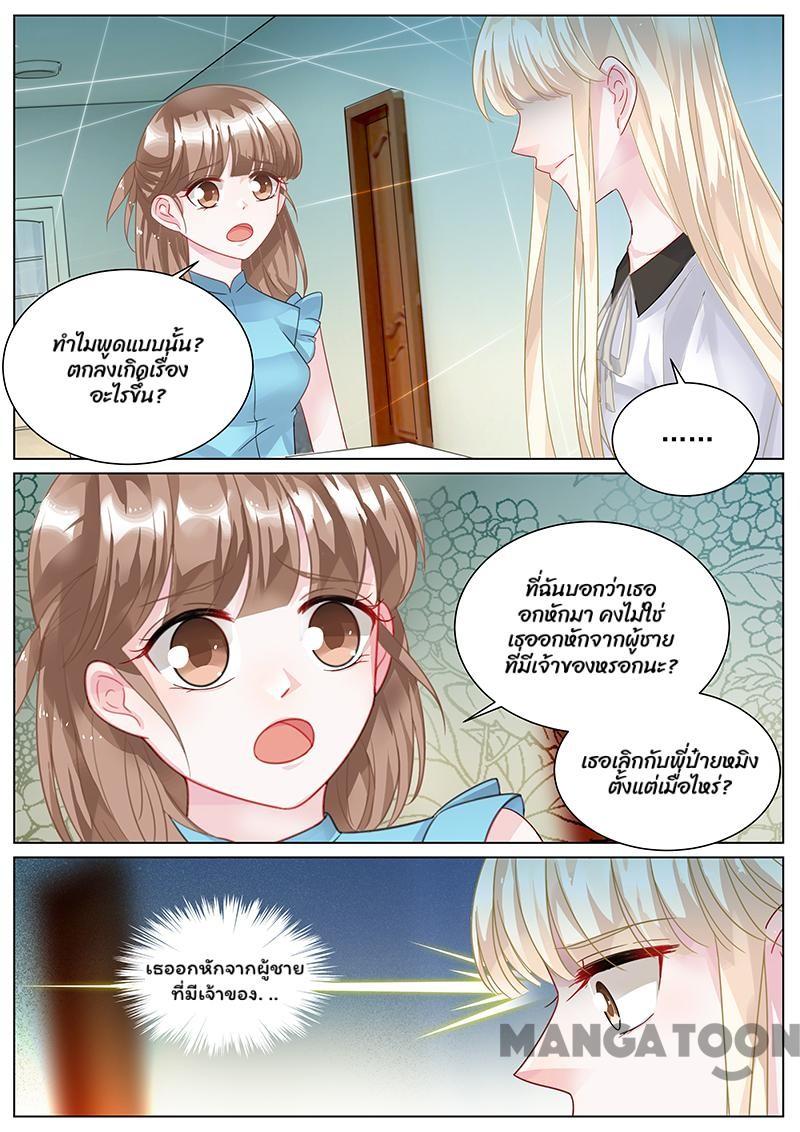 ทำไมพูดแบบนั้น?
ตกลงเกิดเรื่อง
อะไรขึ้น?
......
ที่ฉันบอกว่าเธอ
อกหักมา คงไม่ใช่
เธออกหักจากผู้ชาย
ที่มีเจ้าของหรอกนะ?
เธอเลิกกับพี่ป๋ายหมิง
ตั้งแต่เมื่อไหร่?
เธออกหักจากผู้ชาย
ที่มีเจ้าของ. ..
MANGATOON